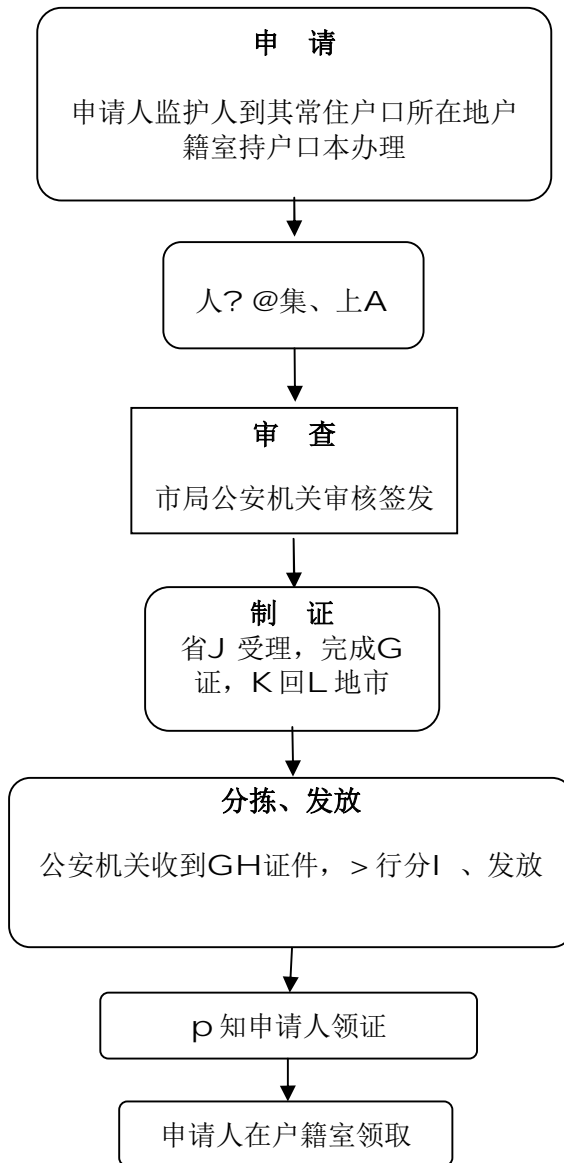 申 请
申请人监护人到其常住户口所在地户
籍室持户口本办理
人? @集、上A
审 查
市局公安机关审核签发
制 证
省J 受理，完成G
证，K回L地市
分拣、发放
公安机关收到GH证件，>行分I 、发放
p知申请人领证
申请人在户籍室领取